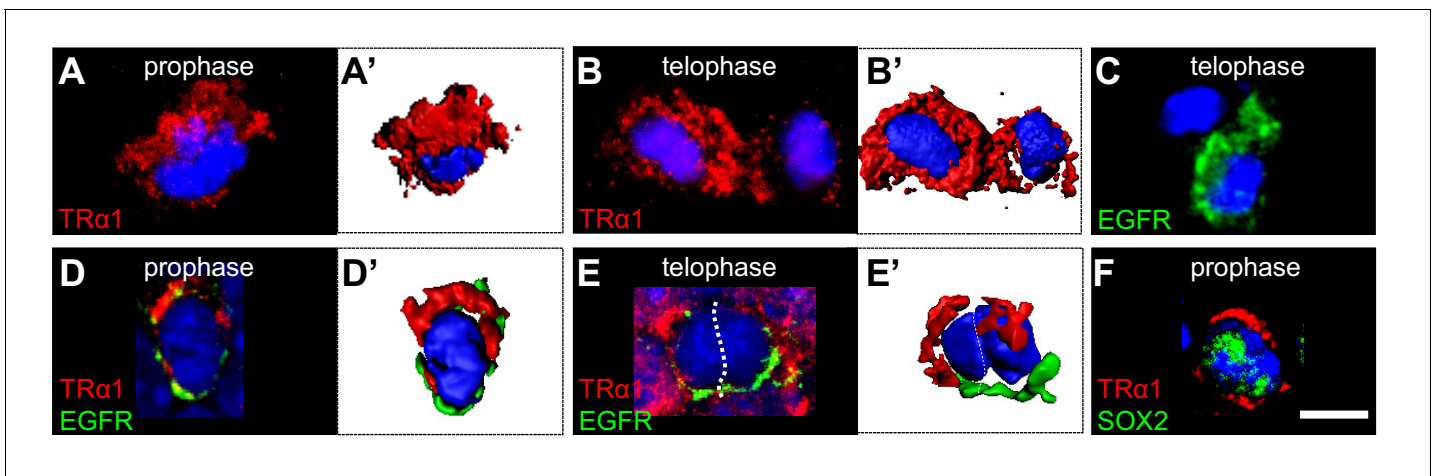 A prophase
TRα1
A’
B telophase
TRα1
B’
C telophase
EGFR
D prophase
TRα1
EGFR
D’
E telophase
TRα1
EGFR
E’
F prophase
TRα1
SOX2